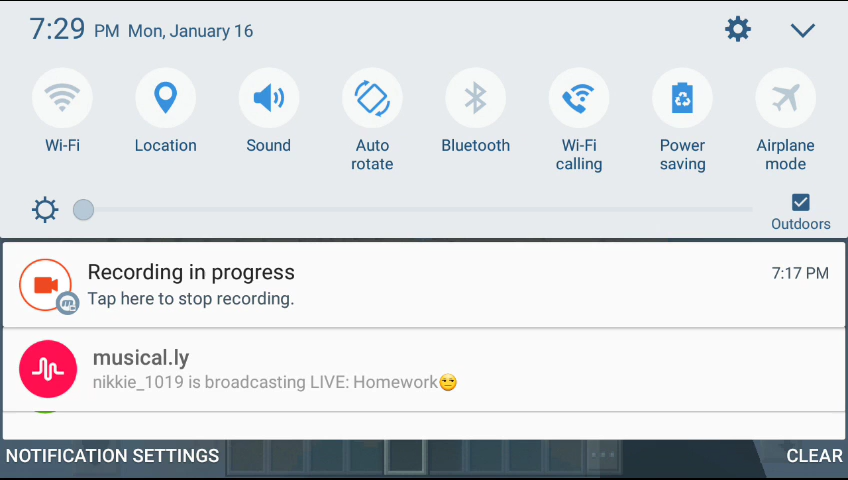 7:29 PM Mon, January 16
Wi-Fi
Location
Sound
Auto
rotate
Bluetooth
Wi-Fi
calling
Power
saving
Airplane
mode
Outdoors
Recording in progress
7:17 PM
Tap here to stop recording.
musical.ly
nikkie_1019 is broadcasting LIVE: Homework😒
NOTIFICATION SETTINGS
CLEAR